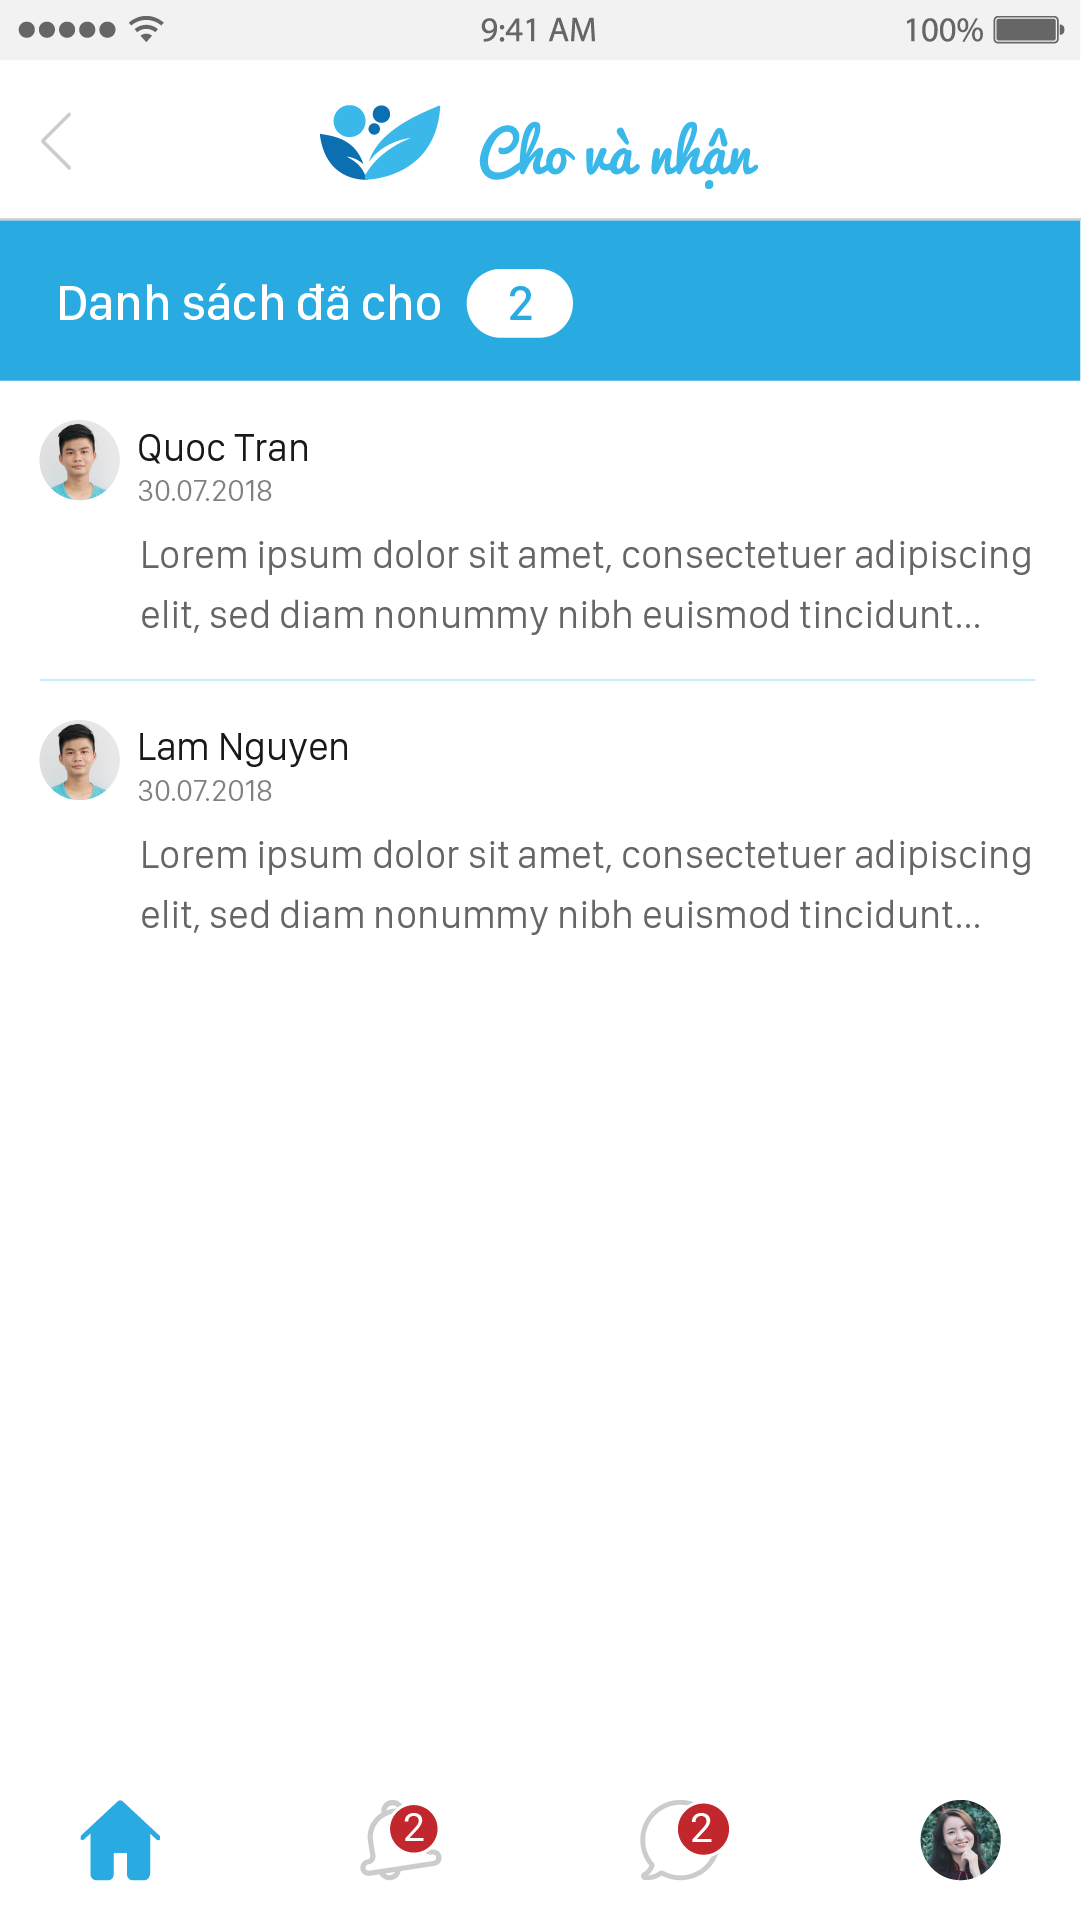 9:41 AM 100%
Cho và nhận
Danh sách đã cho 2
Quoc Tran
30.07.2018
Lorem ipsum dolor sit amet, consectetuer adipiscing
elit, sed diam nonummy nibh euismod tincidunt...
Lam Nguyen
30.07.2018
Lorem ipsum dolor sit amet, consectetuer adipiscing
elit, sed diam nonummy nibh euismod tincidunt...
2 2